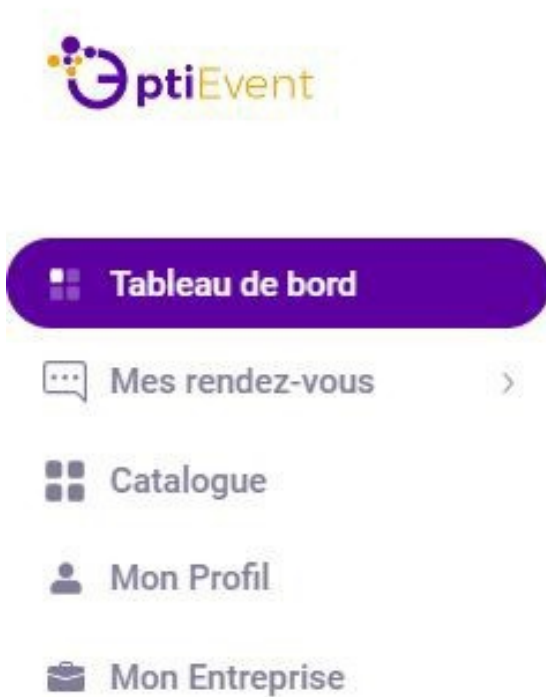 OptiEvent
Tableau de bord
Mes rendez-vous
Catalogue
Mon Profil
Mon Entreprise